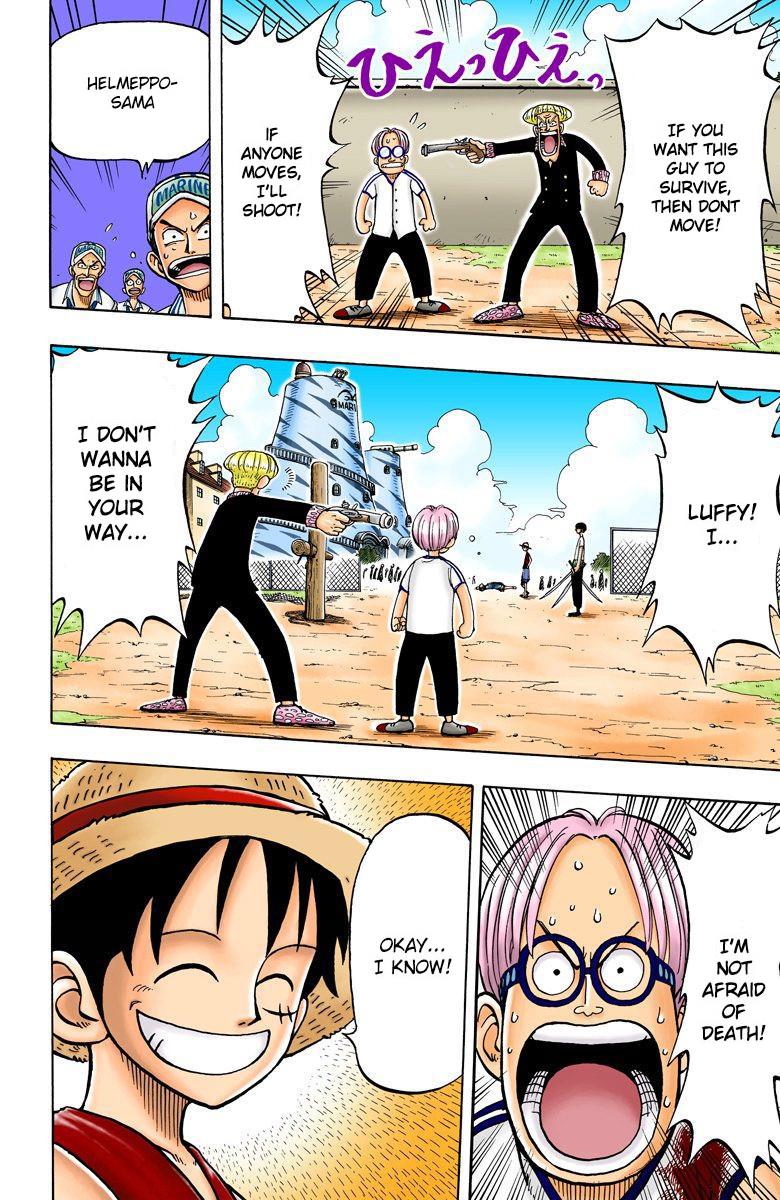 ひえっひえっ
IF YOU
WANT THIS
GUY TO
SURVIVE,
THEN DONT
MOVE!
IF
ANYONE
MOVES,
I'LL
SHOOT!
HELMEPPO-
SAMA
MARINE
LUFFY!
I...
I DON'T
WANNA
BE IN
YOUR
WAY...
MARI
I'M
NOT
AFRAID
OF
DEATH!
OKAY...
I KNOW!